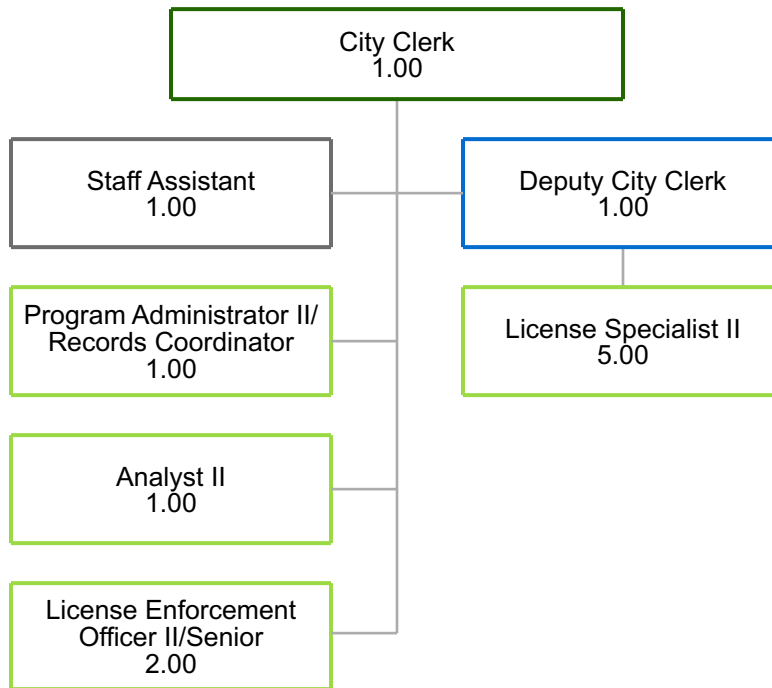 City Clerk
1.00
Staff Assistant
1.00
Deputy City Clerk
1.00
Program Administrator II/
Records Coordinator
1.00
License Specialist II
5.00
Analyst II
1.00
License Enforcement
Officer II/Senior
2.00